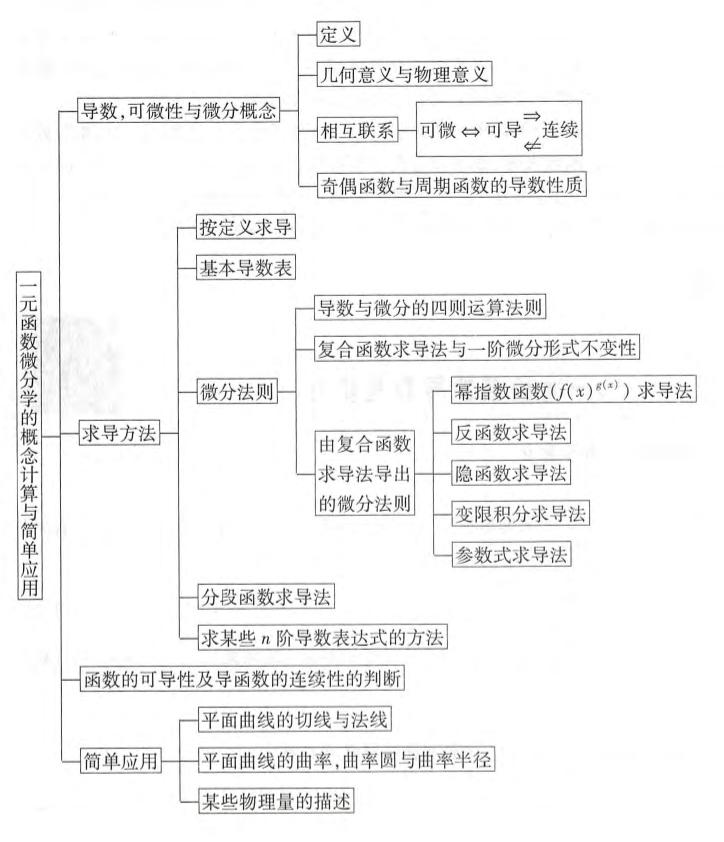 一元函数微分学的概念计算与简单应用
导数,可微性与微分概念
定义
几何意义与物理意义
相互联系
可微 ⇔ 可导 ⇒ 连续
⇍
奇偶函数与周期函数的导数性质
求导方法
按定义求导
基本导数表
微分法则
导数与微分的四则运算法则
复合函数求导法与一阶微分形式不变性
由复合函数
求导法导出
的微分法则
幂指数函数(f(x)^{g(x)}) 求导法
反函数求导法
隐函数求导法
变限积分求导法
参数式求导法
分段函数求导法
求某些 n 阶导数表达式的方法
函数的可导性及导函数的连续性的判断
简单应用
平面曲线的切线与法线
平面曲线的曲率,曲率圆与曲率半径
某些物理量的描述